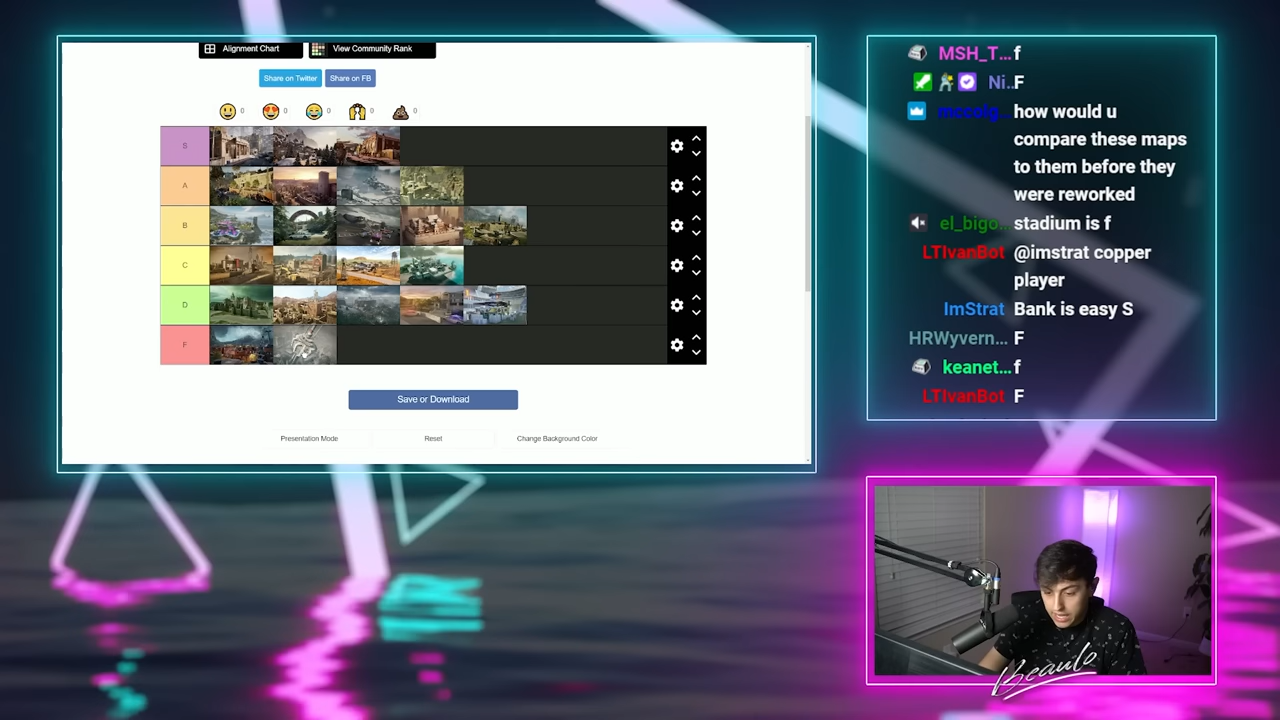 Alignment Chart
View Community Rank
Share on Twitter
Share on FB
0
0
0
0
0
S
A
B
C
D
F
Save or Download
Presentation Mode
Reset
Change Background Color
MSH_T... f
Ni.. F
mccolg... how would u
compare these maps
to them before they
were reworked
el_bigo... stadium is f
LTIvanBot @imstrat copper
player
ImStrat Bank is easy S
HRWyvern... F
keanet... f
LTIvanBot F
Beaulo